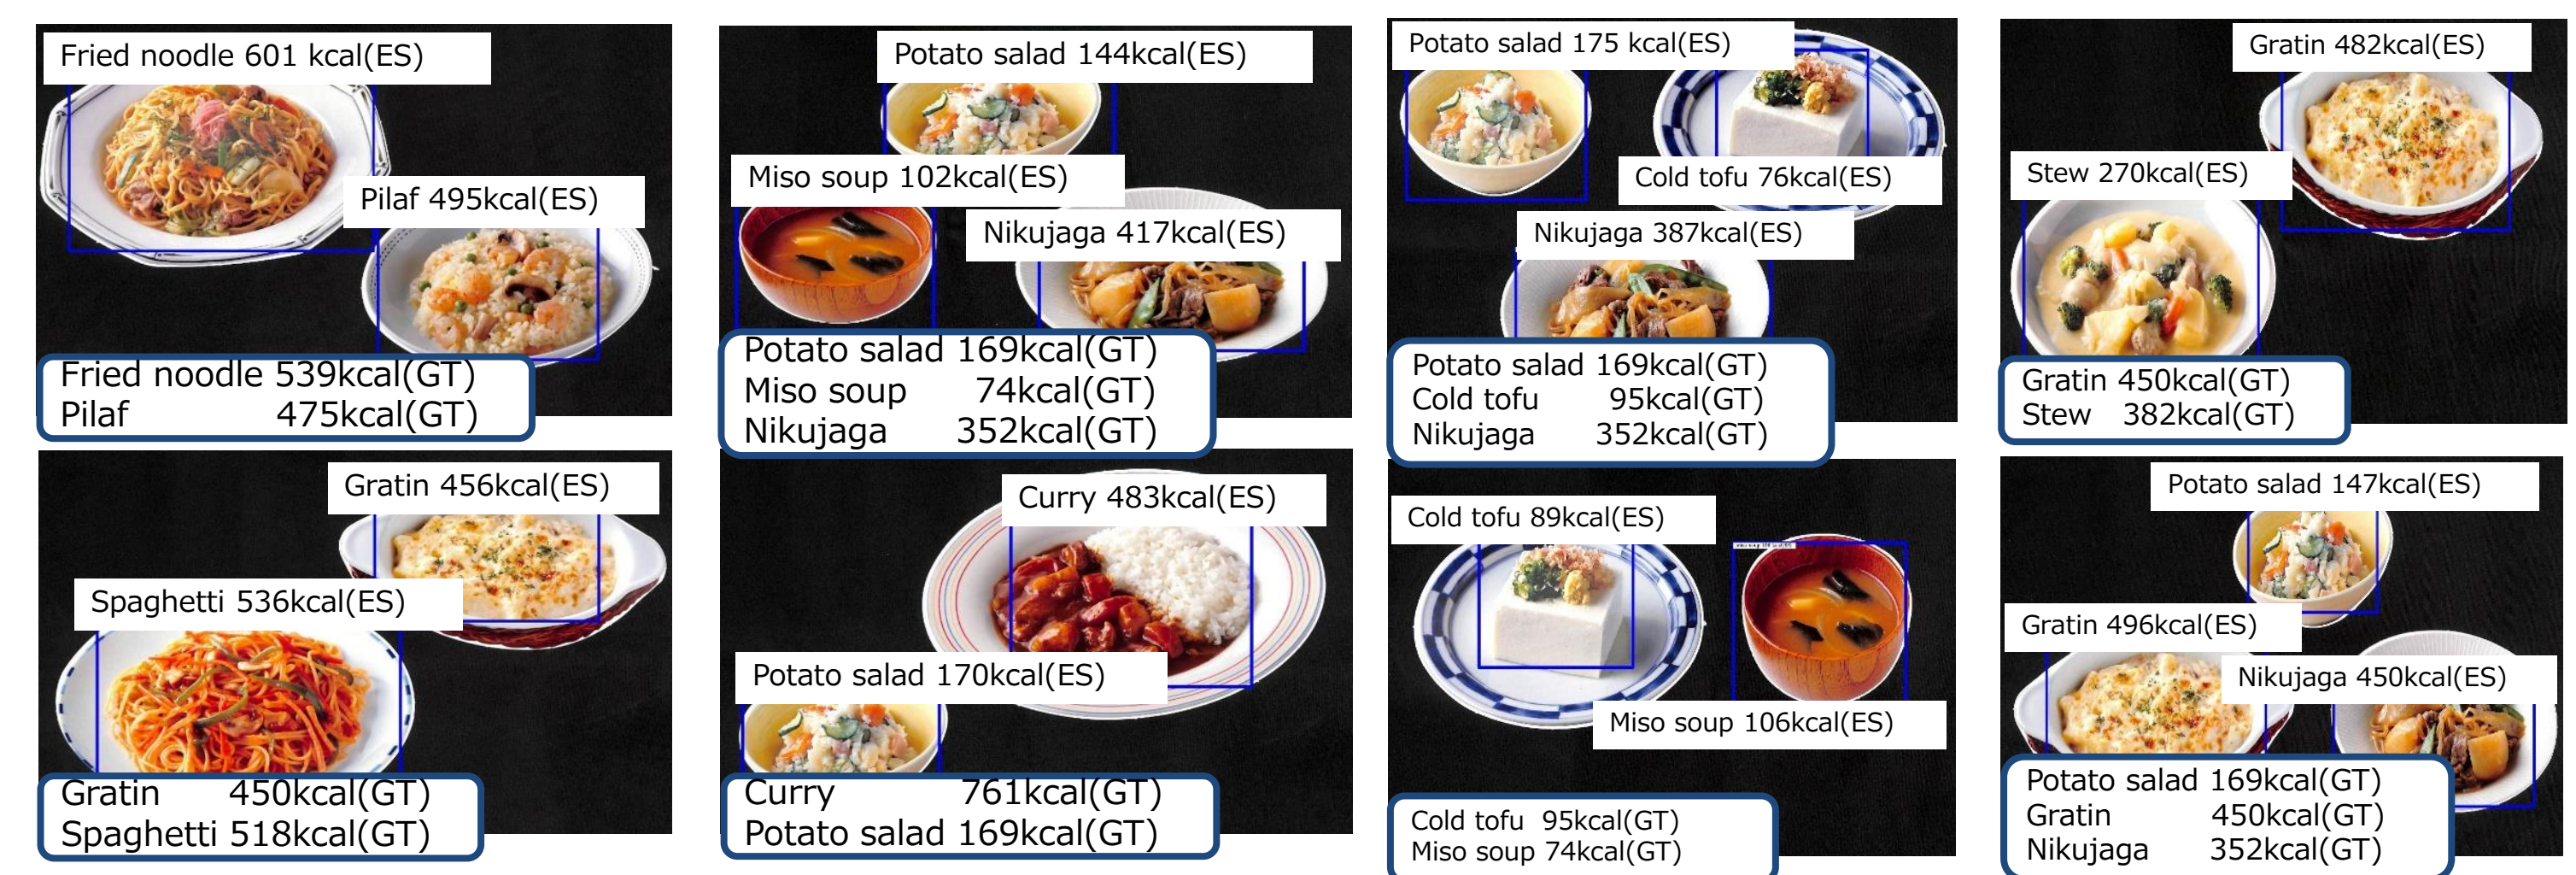 Fried noodle 601 kcal(ES)
Pilaf 495kcal(ES)
Fried noodle 539kcal(GT)
Pilaf 475kcal(GT)
Potato salad 144kcal(ES)
Miso soup 102kcal(ES)
Nikujaga 417kcal(ES)
Potato salad 169kcal(GT)
Miso soup 74kcal(GT)
Nikujaga 352kcal(GT)
Potato salad 175 kcal(ES)
Cold tofu 76kcal(ES)
Nikujaga 387kcal(ES)
Potato salad 169kcal(GT)
Cold tofu 95kcal(GT)
Nikujaga 352kcal(GT)
Gratin 482kcal(ES)
Stew 270kcal(ES)
Gratin 450kcal(GT)
Stew 382kcal(GT)
Gratin 456kcal(ES)
Spaghetti 536kcal(ES)
Gratin 450kcal(GT)
Spaghetti 518kcal(GT)
Curry 483kcal(ES)
Potato salad 170kcal(ES)
Curry 761kcal(GT)
Potato salad 169kcal(GT)
Cold tofu 89kcal(ES)
Miso soup 106kcal(ES)
Cold tofu 95kcal(GT)
Miso soup 74kcal(GT)
Potato salad 147kcal(ES)
Gratin 496kcal(ES)
Nikujaga 450kcal(ES)
Potato salad 169kcal(GT)
Gratin 450kcal(GT)
Nikujaga 352kcal(GT)